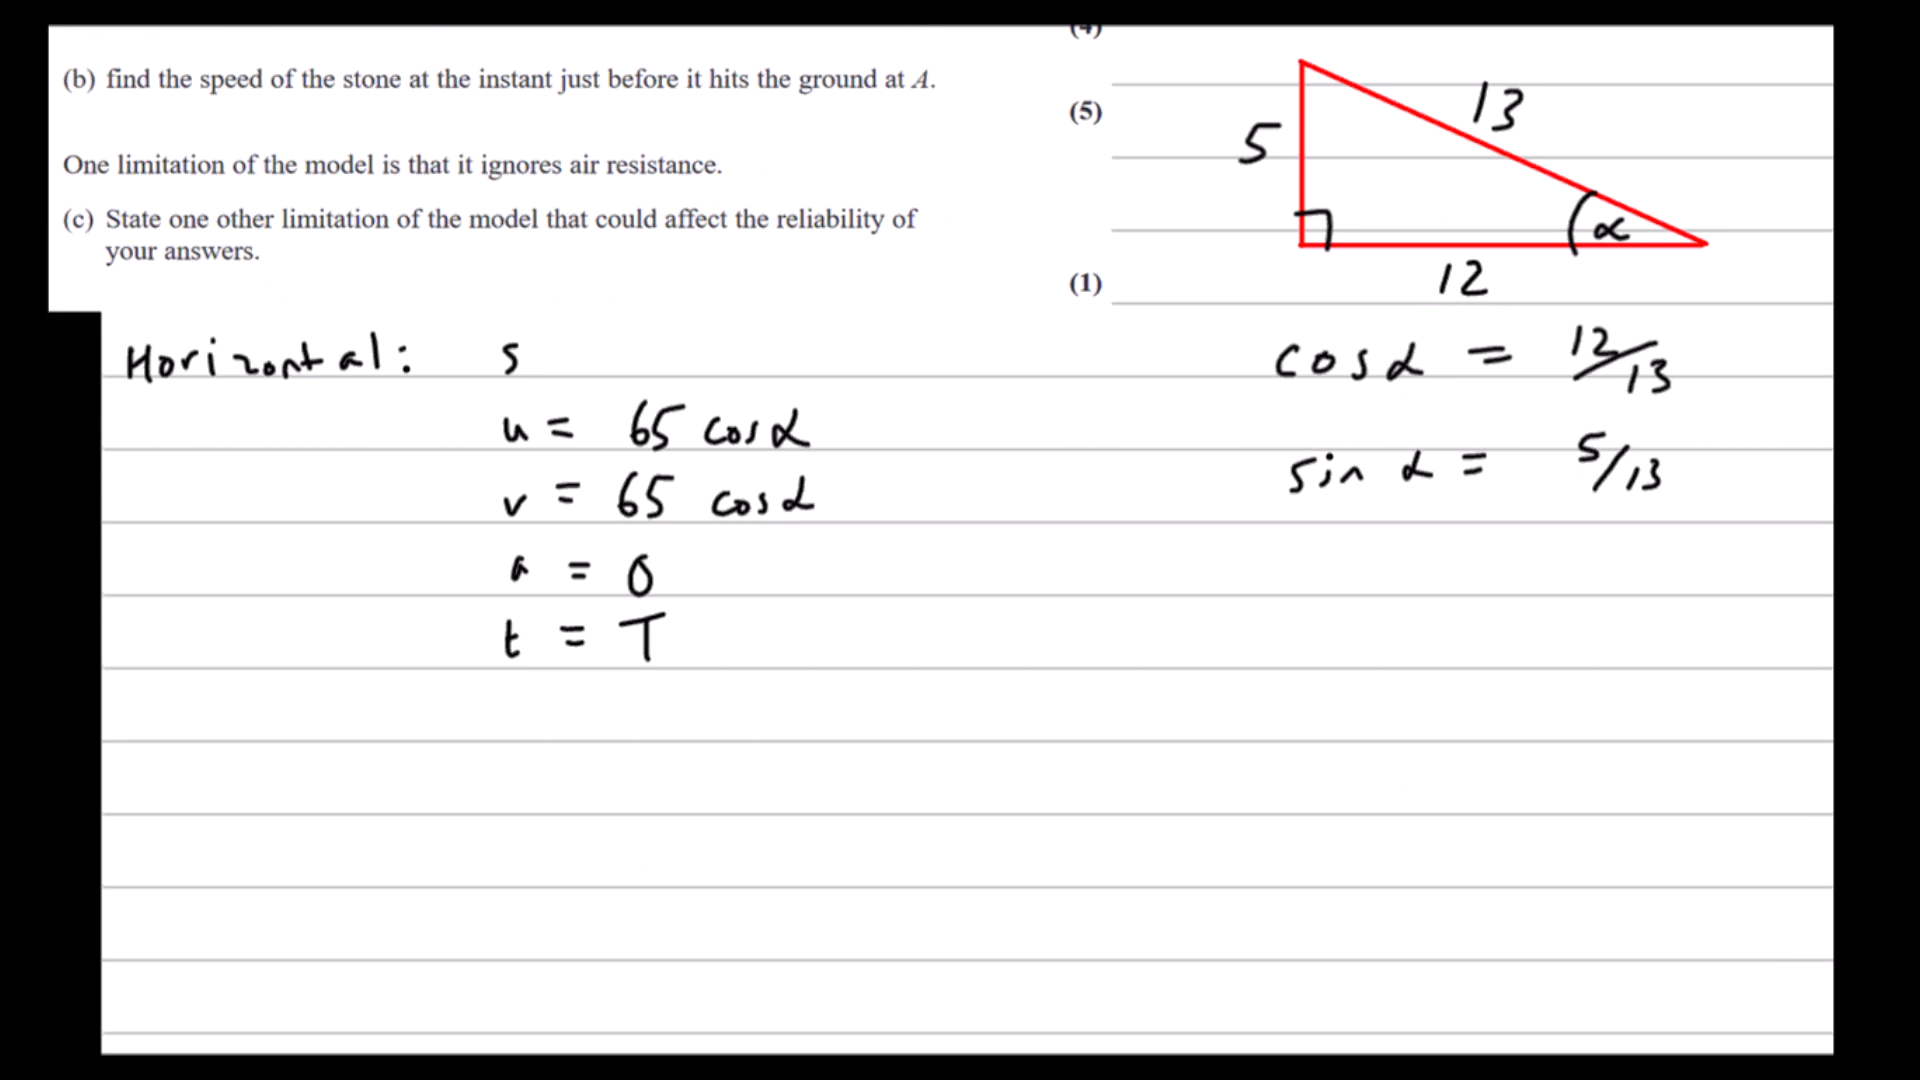 (4)
(b) find the speed of the stone at the instant just before it hits the ground at A.
(5)
One limitation of the model is that it ignores air resistance.
(c) State one other limitation of the model that could affect the reliability of
your answers.
(1)
5
13
α
12
Horizontal: s
u = 65 cos α
v = 65 cos α
a = 0
t = T
cos α = 12/13
sin α = 5/13